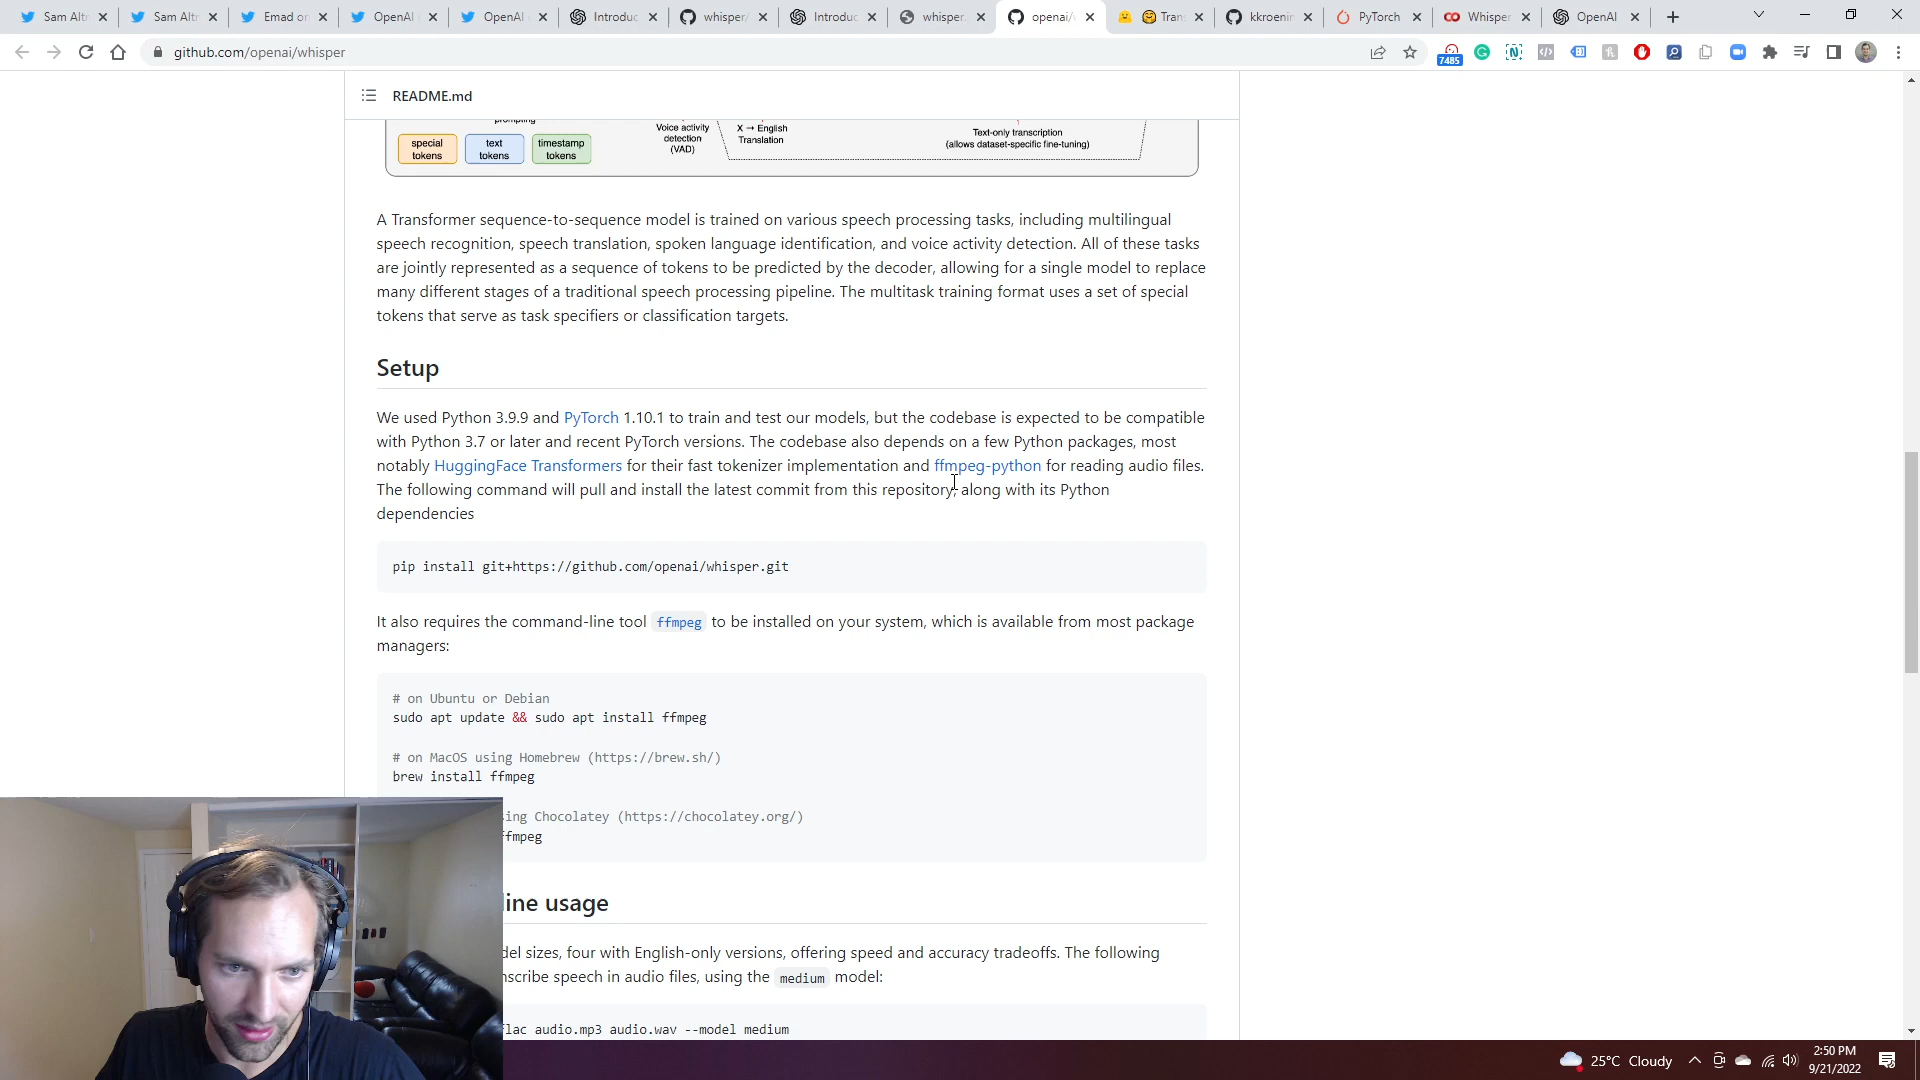 Sam Altr
Sam Altr
Emad on
OpenAI
OpenAI
Introduc
whisper/
Introduc
whisper
openai/
Trans
kkroenin
PyTorch
Whisper
OpenAI
github.com/openai/whisper
7485
README.md
prompting
special
tokens
text
tokens
timestamp
tokens
Voice activity
detection
(VAD)
X → English
Translation
Text-only transcription
(allows dataset-specific fine-tuning)
A Transformer sequence-to-sequence model is trained on various speech processing tasks, including multilingual
speech recognition, speech translation, spoken language identification, and voice activity detection. All of these tasks
are jointly represented as a sequence of tokens to be predicted by the decoder, allowing for a single model to replace
many different stages of a traditional speech processing pipeline. The multitask training format uses a set of special
tokens that serve as task specifiers or classification targets.
Setup
We used Python 3.9.9 and PyTorch 1.10.1 to train and test our models, but the codebase is expected to be compatible
with Python 3.7 or later and recent PyTorch versions. The codebase also depends on a few Python packages, most
notably HuggingFace Transformers for their fast tokenizer implementation and ffmpeg-python for reading audio files.
The following command will pull and install the latest commit from this repository, along with its Python
dependencies
pip install git+https://github.com/openai/whisper.git
It also requires the command-line tool ffmpeg to be installed on your system, which is available from most package
managers:
# on Ubuntu or Debian
sudo apt update && sudo apt install ffmpeg
# on MacOS using Homebrew (https://brew.sh/)
brew install ffmpeg
ing Chocolatey (https://chocolatey.org/)
ffmpeg
line usage
del sizes, four with English-only versions, offering speed and accuracy tradeoffs. The following
nscribe speech in audio files, using the medium model:
flac audio.mp3 audio.wav --model medium
25°C Cloudy
2:50 PM
9/21/2022